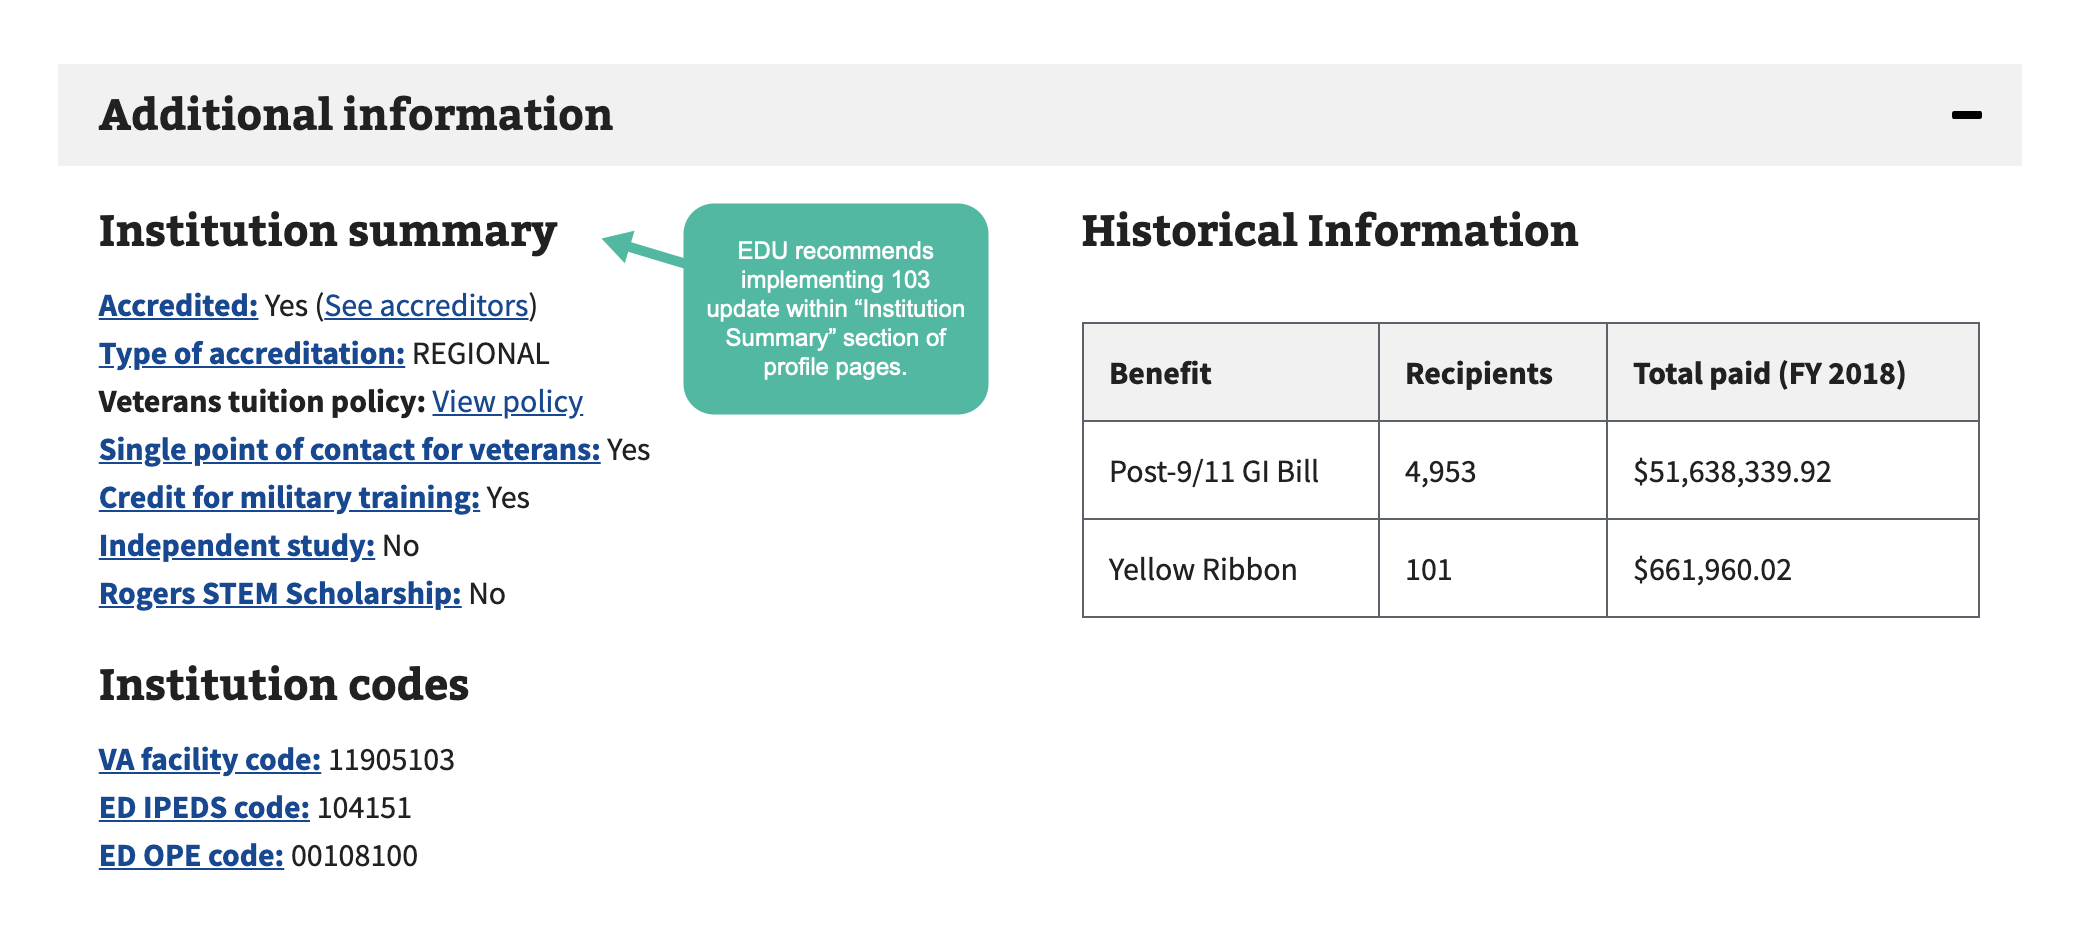 Additional information
Institution summary
Accredited: Yes (See accreditors)
Type of accreditation: REGIONAL
Veterans tuition policy: View policy
Single point of contact for veterans: Yes
Credit for military training: Yes
Independent study: No
Rogers STEM Scholarship: No
EDU recommends
implementing 103
update within “Institution
Summary” section of
profile pages.
Institution codes
VA facility code: 11905103
ED IPEDS code: 104151
ED OPE code: 00108100
Historical Information
Benefit Recipients Total paid (FY 2018)
Post-9/11 GI Bill 4,953 $51,638,339.92
Yellow Ribbon 101 $661,960.02